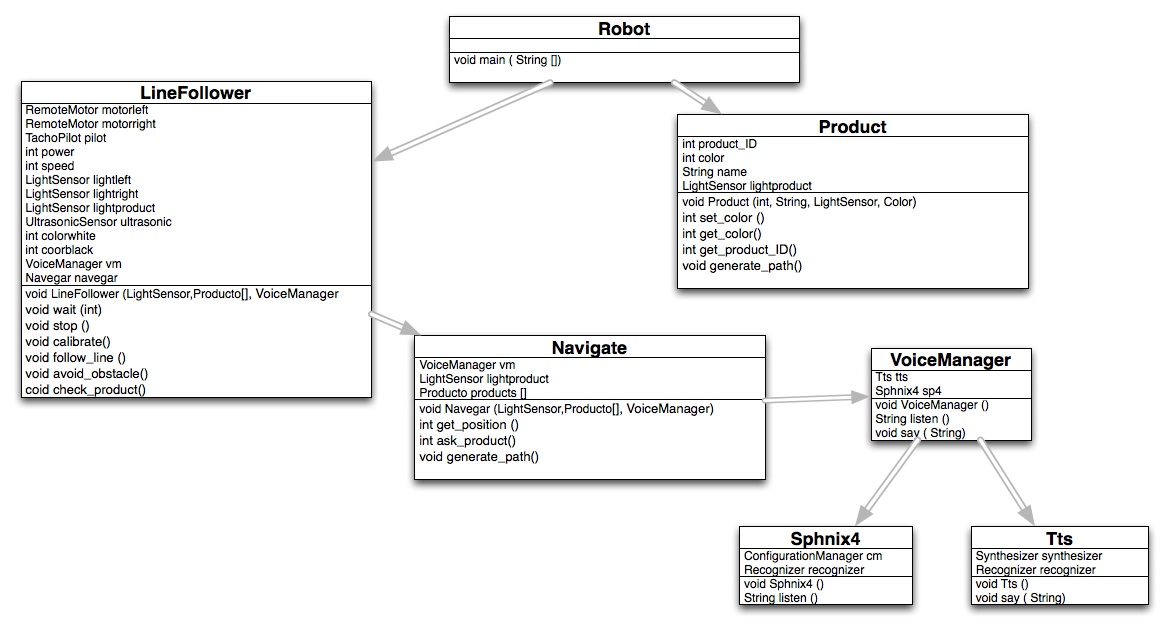 Robot
void main ( String [])
LineFollower
RemoteMotor motorleft
RemoteMotor motorright
TachoPilot pilot
int power
int speed
LightSensor lightleft
LightSensor lightright
LightSensor lightproduct
UltrasonicSensor ultrasonic
int colorwhite
int coorblack
VoiceManager vm
Navegar navegar
void LineFollower (LightSensor,Producto[], VoiceManager
void wait (int)
void stop ()
void calibrate()
void follow_line ()
void avoid_obstacle()
coid check_product()
Product
int product_ID
int color
String name
LightSensor lightproduct
void Product (int, String, LightSensor, Color)
int set_color ()
int get_color()
int get_product_ID()
void generate_path()
Navigate
VoiceManager vm
LightSensor lightproduct
Producto products []
void Navegar (LightSensor,Producto[], VoiceManager)
int get_position ()
int ask_product()
void generate_path()
VoiceManager
Tts tts
Sphnix4 sp4
void VoiceManager ()
String listen ()
void say ( String)
Sphnix4
ConfigurationManager cm
Recognizer recognizer
void Sphnix4 ()
String listen ()
Tts
Synthesizer synthesizer
Recognizer recognizer
void Tts ()
void say ( String)